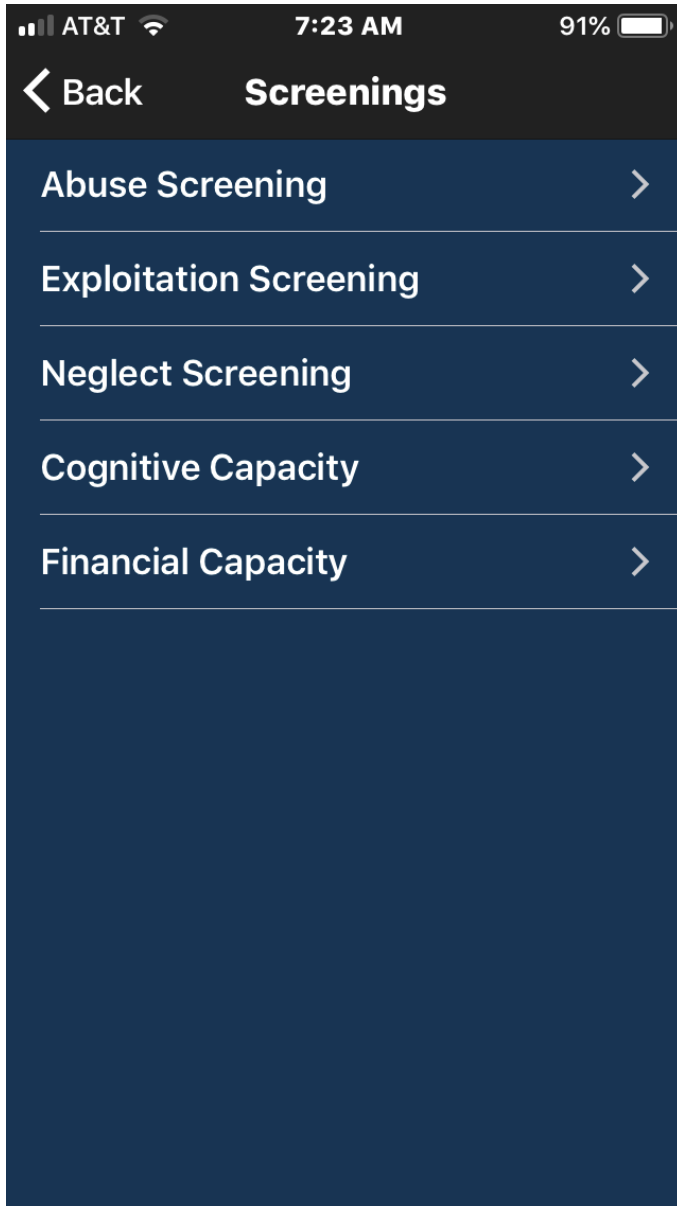 AT&T 7:23 AM 91%
Back Screenings
Abuse Screening
Exploitation Screening
Neglect Screening
Cognitive Capacity
Financial Capacity